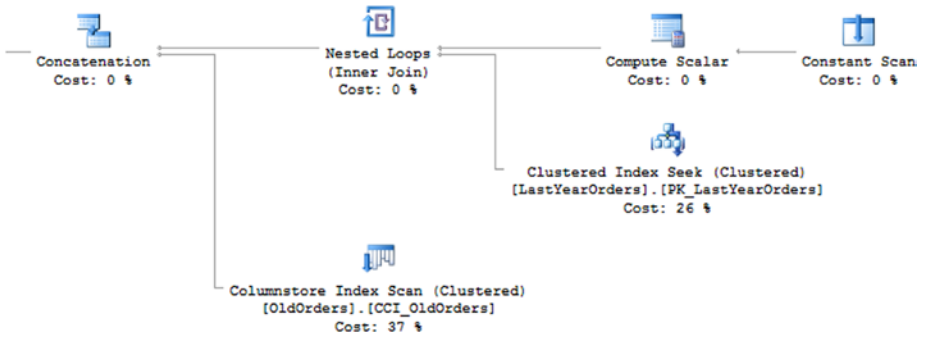 Concatenation
Cost: 0 %
Nested Loops
(Inner Join)
Cost: 0 %
Compute Scalar
Cost: 0 %
Constant Scan
Cost: 0 %
Clustered Index Seek (Clustered)
[LastYearOrders].[PK_LastYearOrders]
Cost: 26 %
Columnstore Index Scan (Clustered)
[OldOrders].[CCI_OldOrders]
Cost: 37 %